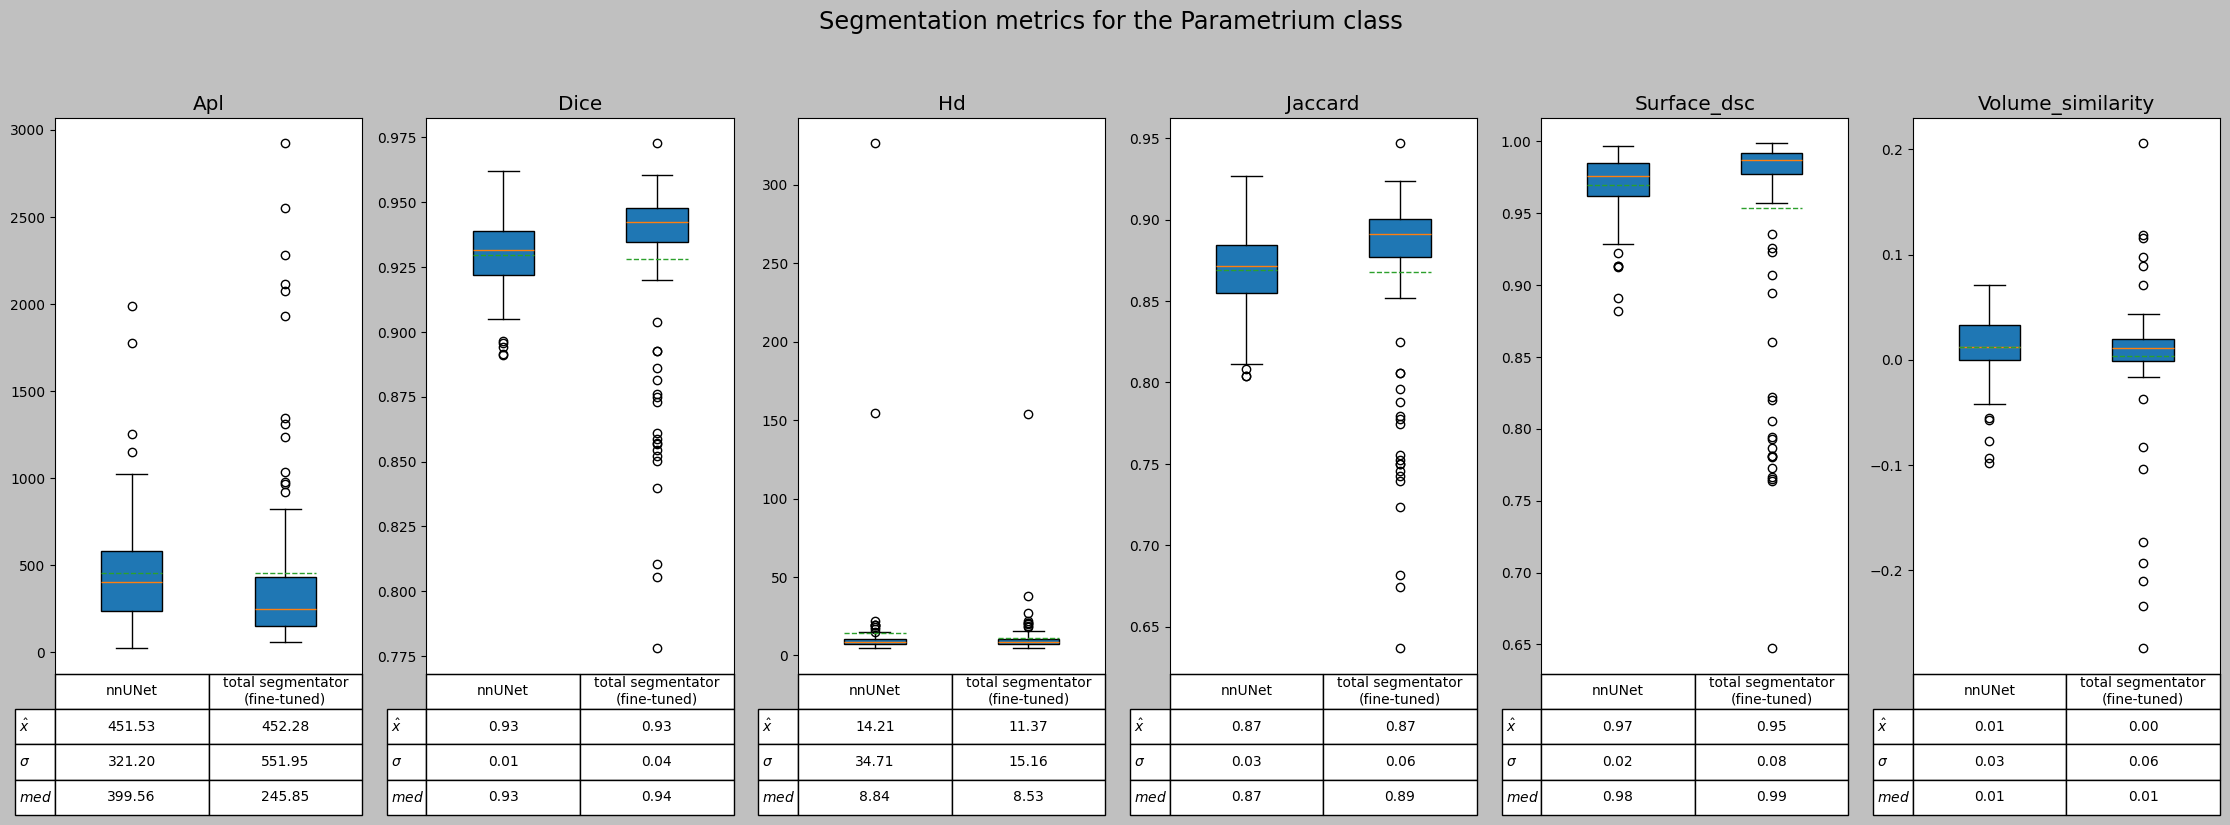 Segmentation metrics for the Parametrium class
Apl
3000
2500
2000
1500
1000
500
0
nnUNet
total segmentator
(fine-tuned)
x̂ 451.53 452.28
σ 321.20 551.95
med 399.56 245.85
Dice
0.975
0.950
0.925
0.900
0.875
0.850
0.825
0.800
0.775
nnUNet
total segmentator
(fine-tuned)
x̂ 0.93 0.93
σ 0.01 0.04
med 0.93 0.94
Hd
300
250
200
150
100
50
0
nnUNet
total segmentator
(fine-tuned)
x̂ 14.21 11.37
σ 34.71 15.16
med 8.84 8.53
Jaccard
0.95
0.90
0.85
0.80
0.75
0.70
0.65
nnUNet
total segmentator
(fine-tuned)
x̂ 0.87 0.87
σ 0.03 0.06
med 0.87 0.89
Surface_dsc
1.00
0.95
0.90
0.85
0.80
0.75
0.70
0.65
nnUNet
total segmentator
(fine-tuned)
x̂ 0.97 0.95
σ 0.02 0.08
med 0.98 0.99
Volume_similarity
0.2
0.1
0.0
−0.1
−0.2
nnUNet
total segmentator
(fine-tuned)
x̂ 0.01 0.00
σ 0.03 0.06
med 0.01 0.01